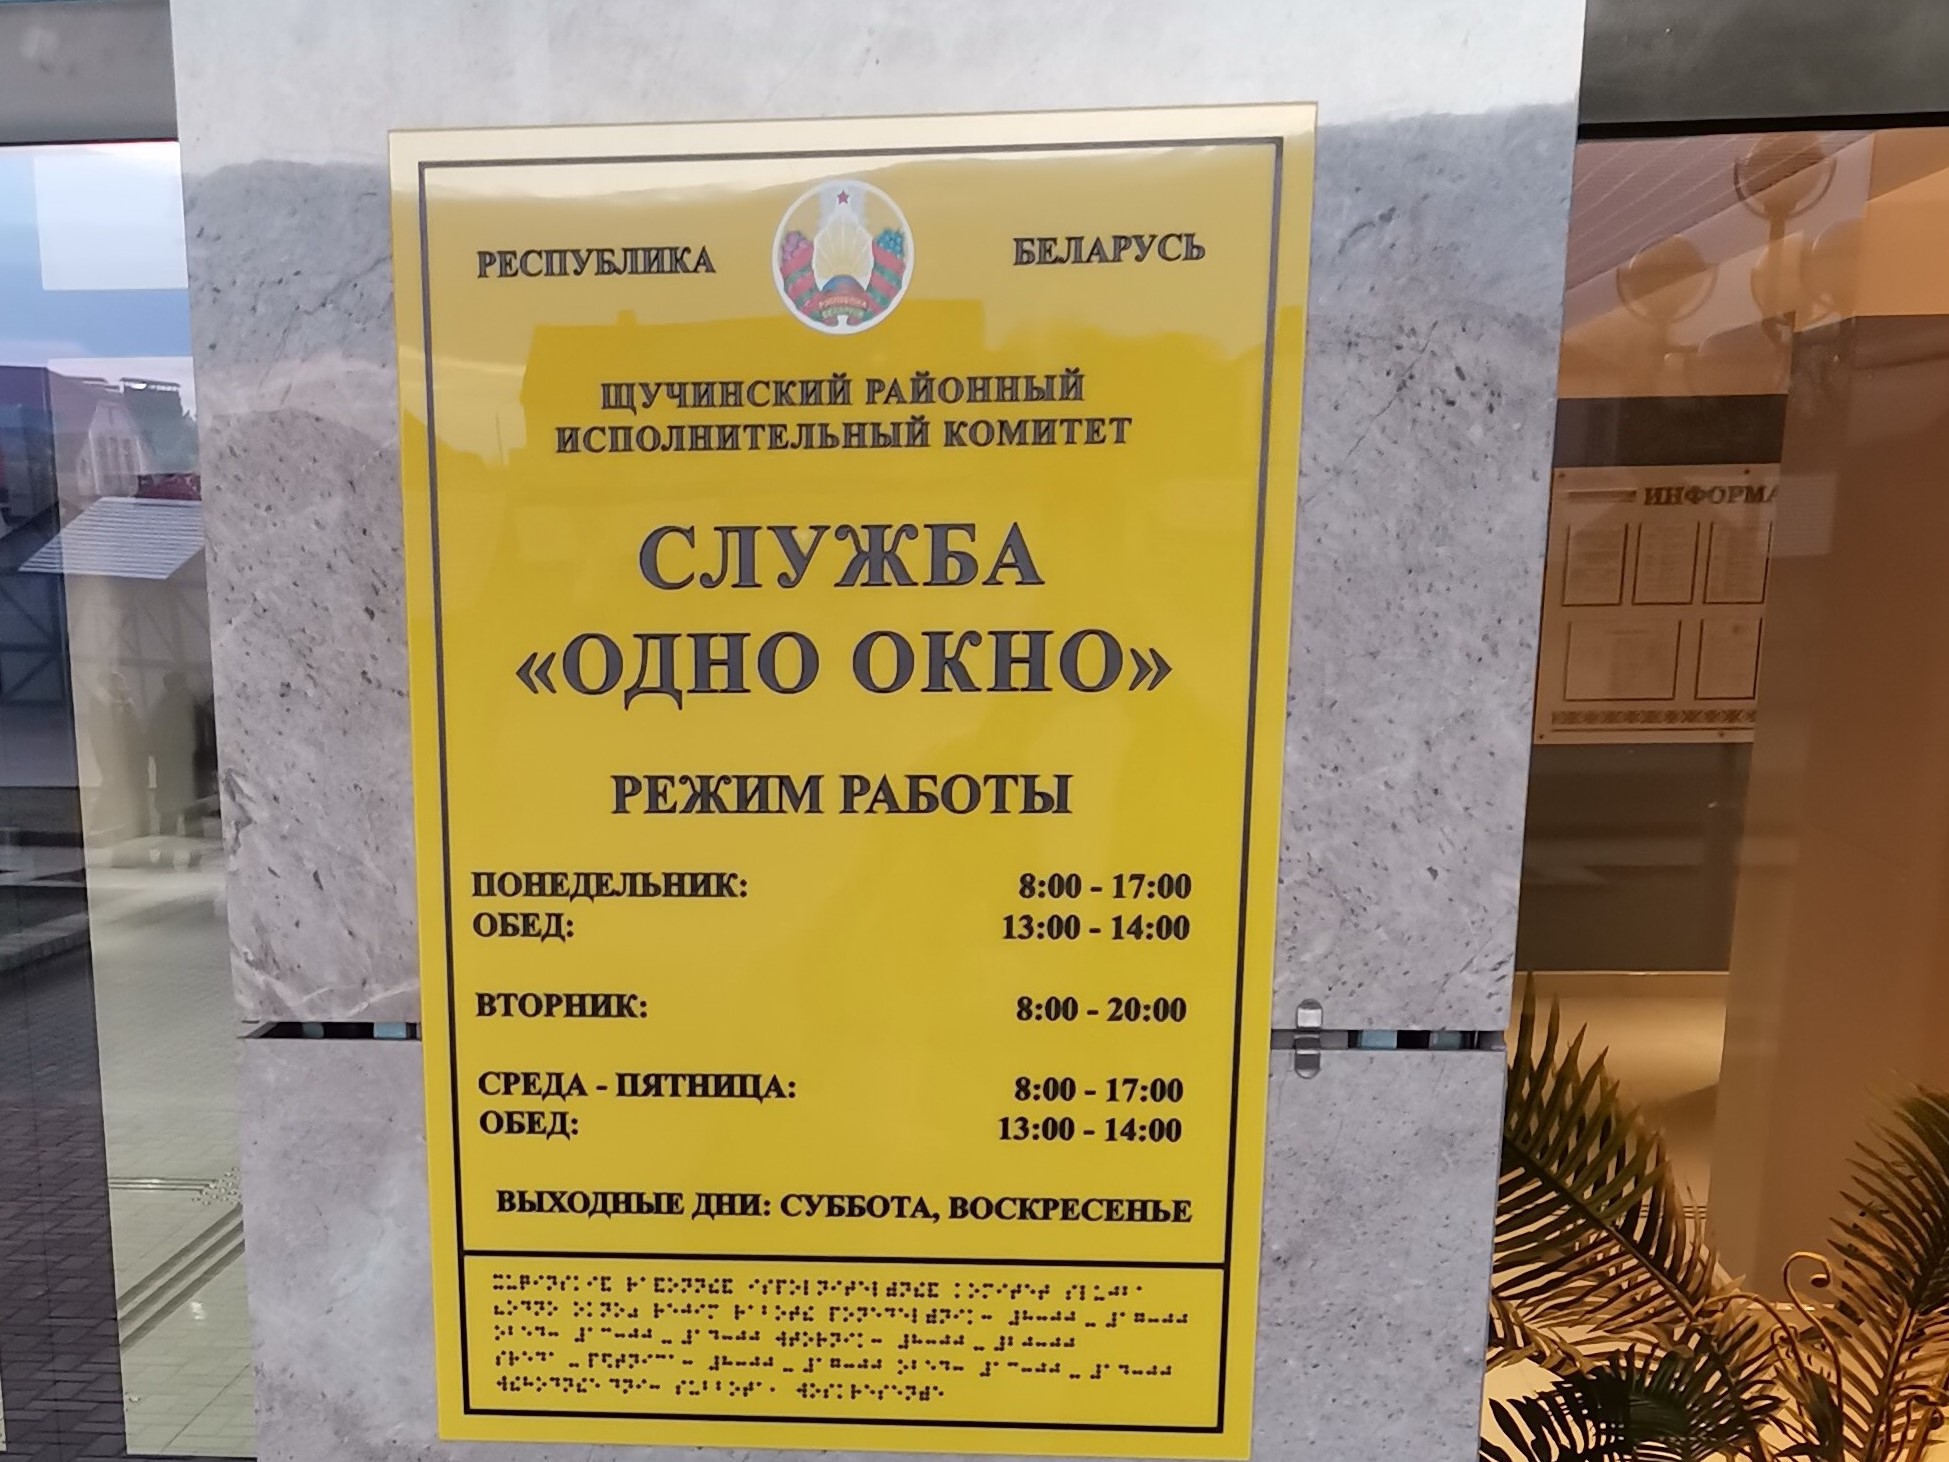 РЕСПУБЛИКА БЕЛАРУСЬ
ЩУЧИНСКИЙ РАЙОННЫЙ
ИСПОЛНИТЕЛЬНЫЙ КОМИТЕТ
СЛУЖБА
«ОДНО ОКНО»
РЕЖИМ РАБОТЫ
ПОНЕДЕЛЬНИК: 8:00 - 17:00
ОБЕД: 13:00 - 14:00
ВТОРНИК: 8:00 - 20:00
СРЕДА - ПЯТНИЦА: 8:00 - 17:00
ОБЕД: 13:00 - 14:00
ВЫХОДНЫЕ ДНИ: СУББОТА, ВОСКРЕСЕНЬЕ
ИНФОРМА